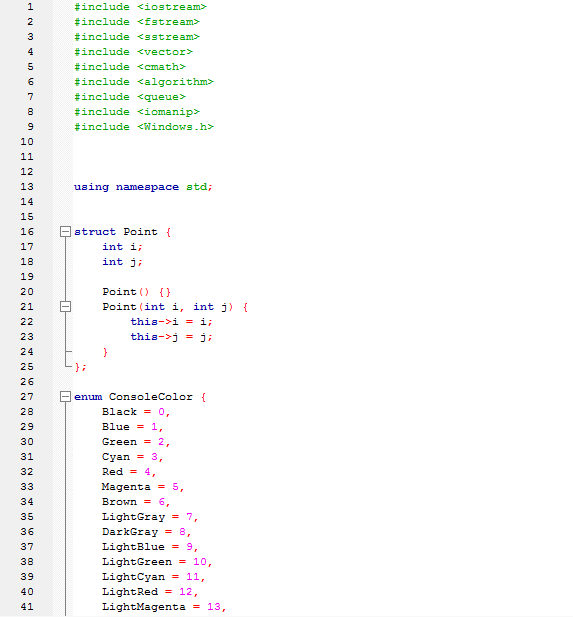 1 #include <iostream>
2 #include <fstream>
3 #include <sstream>
4 #include <vector>
5 #include <cmath>
6 #include <algorithm>
7 #include <queue>
8 #include <iomanip>
9 #include <Windows.h>
10
11
12
13 using namespace std;
14
15
16 struct Point {
17 int i;
18 int j;
19
20 Point() {}
21 Point(int i, int j) {
22 this->i = i;
23 this->j = j;
24 }
25 };
26
27 enum ConsoleColor {
28 Black = 0,
29 Blue = 1,
30 Green = 2,
31 Cyan = 3,
32 Red = 4,
33 Magenta = 5,
34 Brown = 6,
35 LightGray = 7,
36 DarkGray = 8,
37 LightBlue = 9,
38 LightGreen = 10,
39 LightCyan = 11,
40 LightRed = 12,
41 LightMagenta = 13,